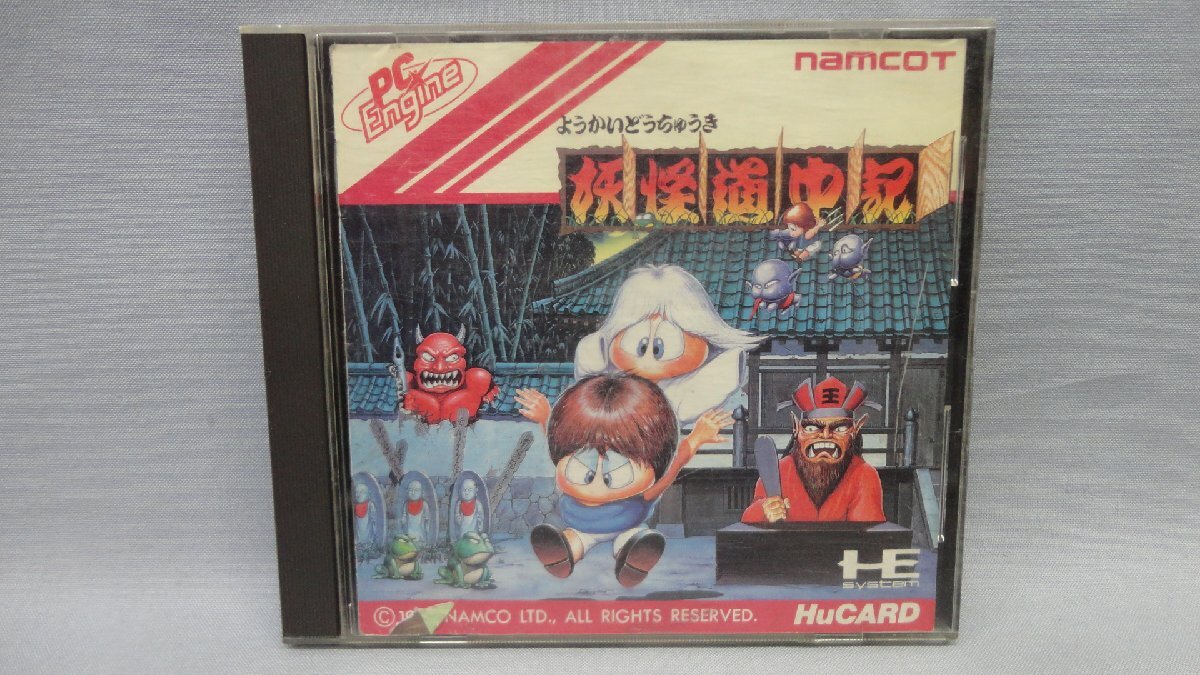 PC Engine
namcoT
ようかいどうちゅうき
妖怪道中記
王
HE
system
© 19 NAMCO LTD., ALL RIGHTS RESERVED.
HuCARD